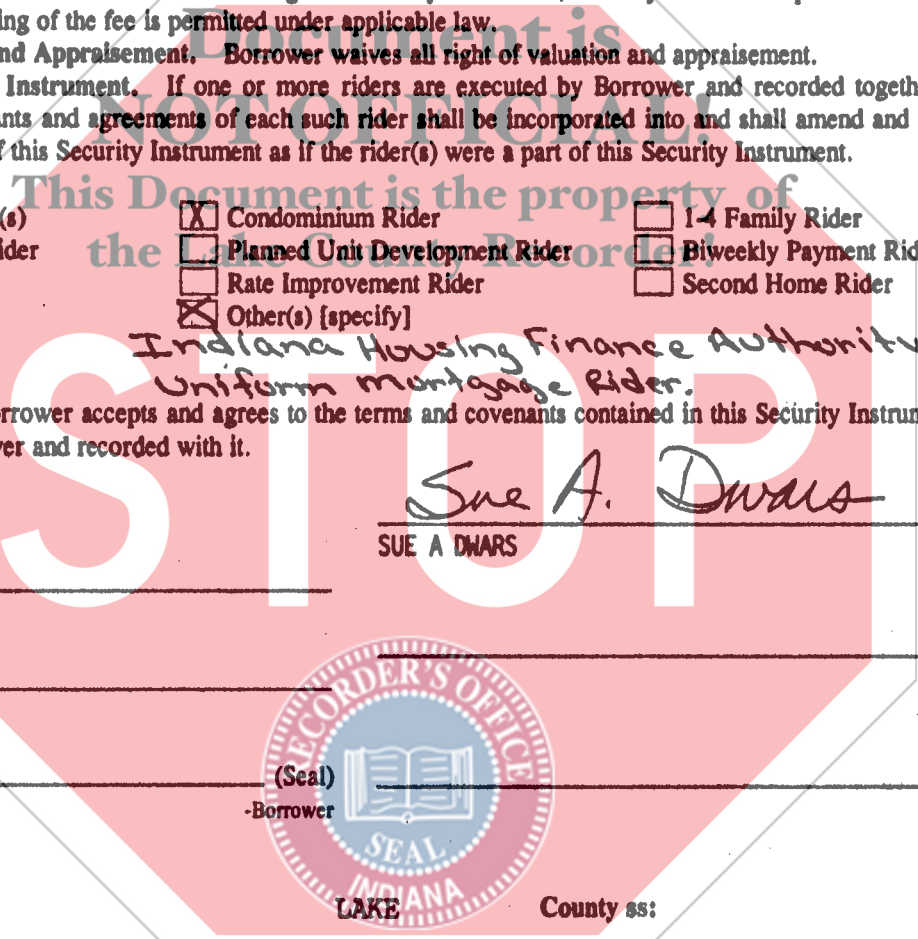 ing of the fee is permitted under applicable law.
nd Appraisement. Borrower waives all right of valuation and appraisement.
Instrument. If one or more riders are executed by Borrower and recorded togeth
nts and agreements of each such rider shall be incorporated into and shall amend and
f this Security Instrument as if the rider(s) were a part of this Security Instrument.
Document is
NOT OFFICIAL!
This Document is the property of
the Lake County Recorder!
(s) [X] Condominium Rider [ ] 1-4 Family Rider
ider [ ] Planned Unit Development Rider [ ] Biweekly Payment Rid
[ ] Rate Improvement Rider [ ] Second Home Rider
[X] Other(s) [specify]
Indiana Housing Finance Authority
Uniform Mortgage Rider.
orrower accepts and agrees to the terms and covenants contained in this Security Instrum
ver and recorded with it.
Sue A. Dwars
SUE A DWARS
STOP
RECORDER'S OFFICE
(Seal)
-Borrower
SEAL
INDIANA
LAKE County ss: